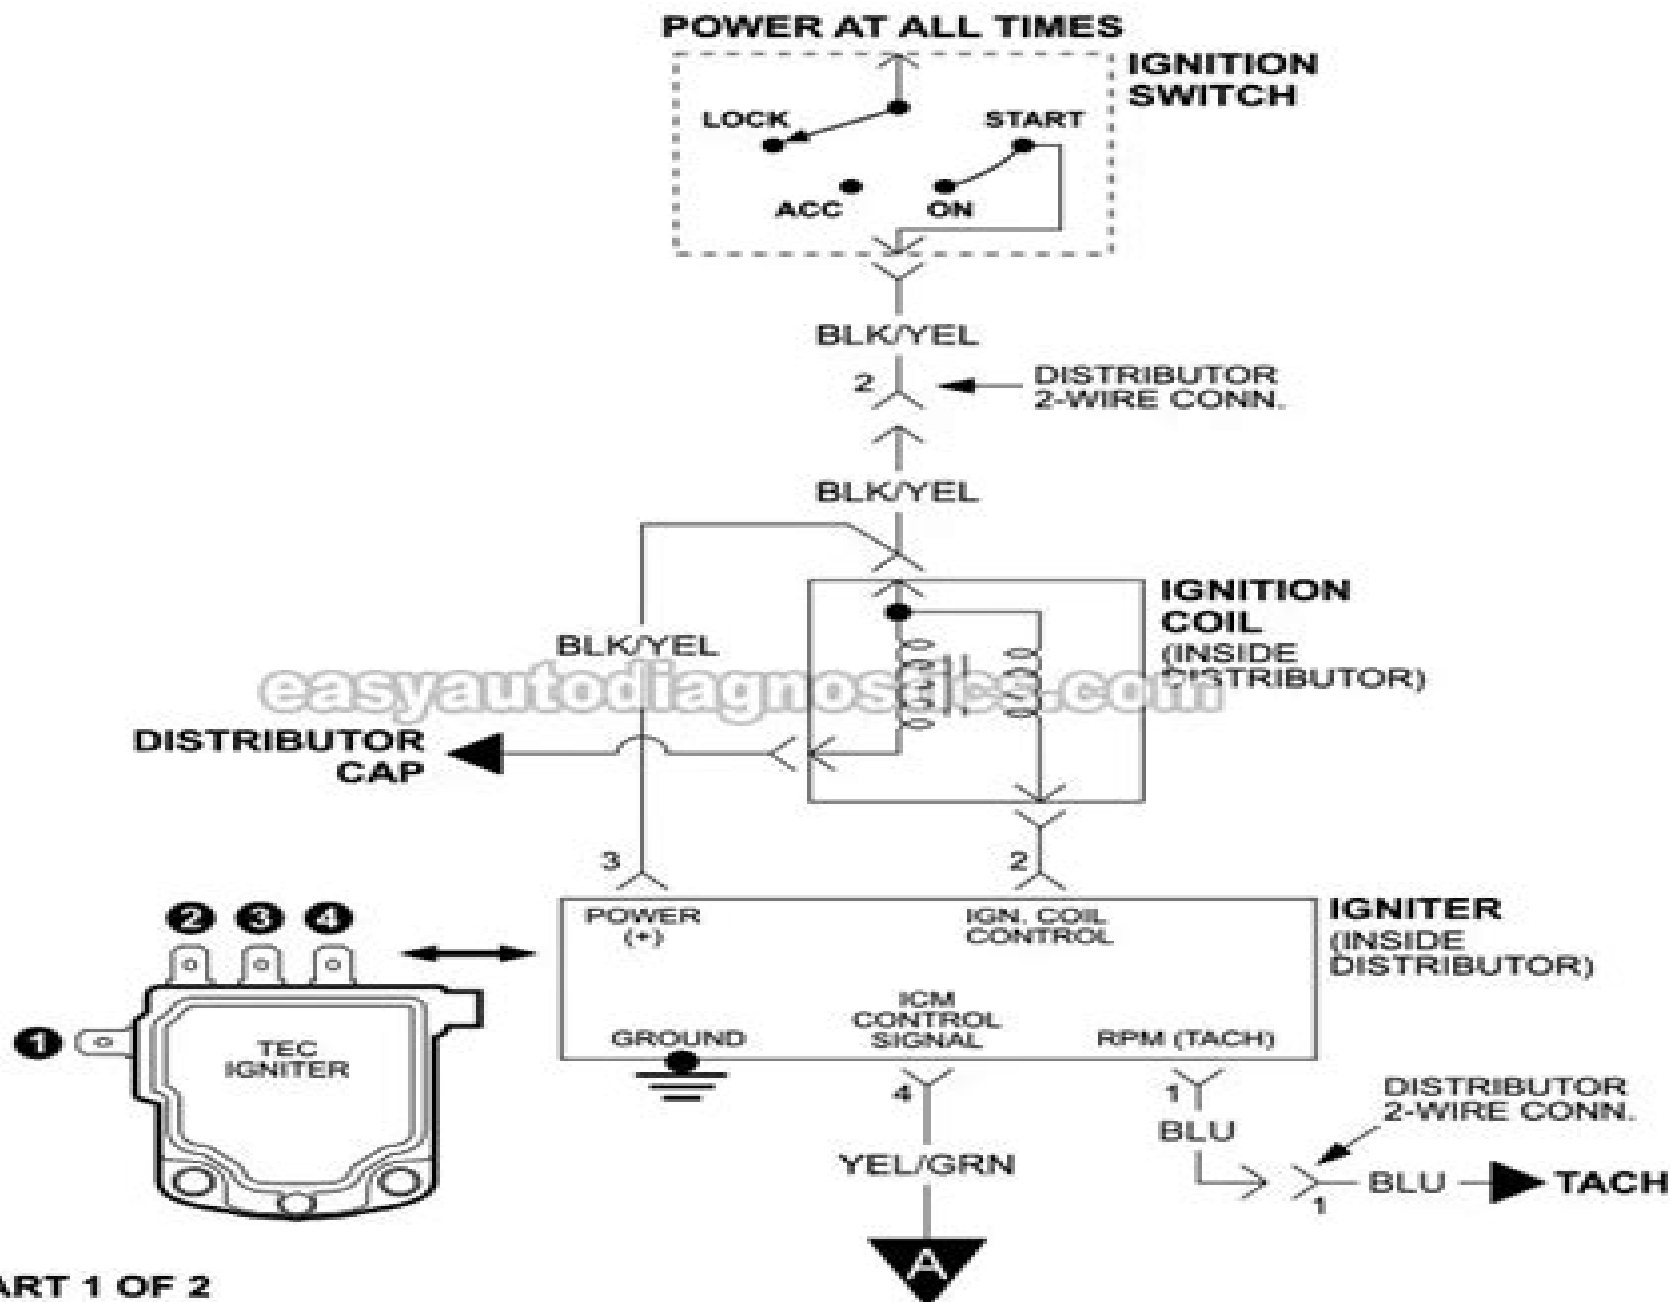 POWER AT ALL TIMES
IGNITION
SWITCH
LOCK
START
ACC
ON
BLK/YEL
2
DISTRIBUTOR
2-WIRE CONN.
BLK/YEL
IGNITION
COIL
(INSIDE
DISTRIBUTOR)
BLK/YEL
easyautodiagnostics.com
DISTRIBUTOR
CAP
3
2
2 3 4
POWER
(+)
IGN. COIL
CONTROL
IGNITER
(INSIDE
DISTRIBUTOR)
1
TEC
IGNITER
GROUND
ICM
CONTROL
SIGNAL
RPM (TACH)
4
1
DISTRIBUTOR
2-WIRE CONN.
BLU
YEL/GRN
BLU
TACH
1
A
ART 1 OF 2